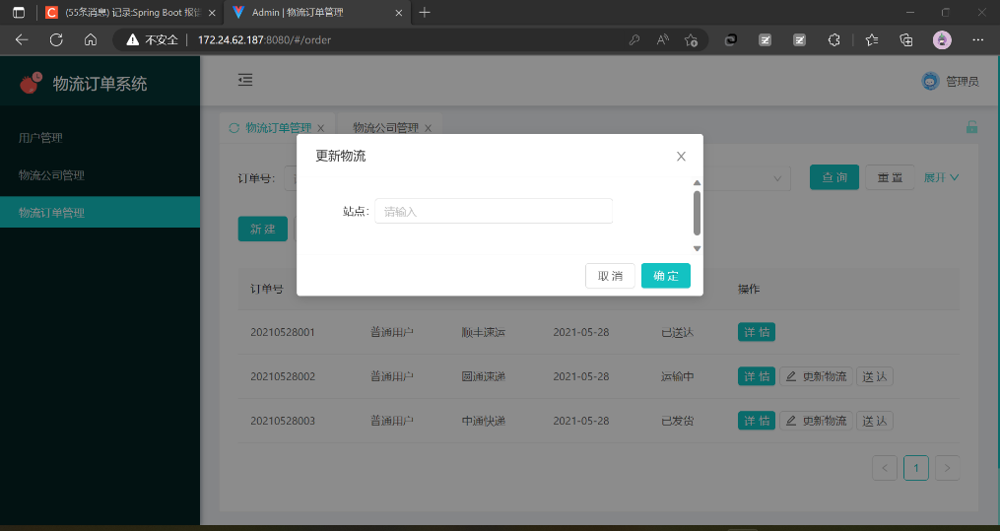 (55条消息) 记录:Spring Boot 报错
Admin | 物流订单管理
不安全
172.24.62.187:8080/#/order
物流订单系统
管理员
用户管理
物流公司管理
物流订单管理
物流订单管理
物流公司管理
更新物流
订单号:
查 询
重 置
展开
站点:
请输入
新 建
取 消
确 定
订单号
操作
20210528001 普通用户 顺丰速运 2021-05-28 已送达 详 情
20210528002 普通用户 圆通速递 2021-05-28 运输中 详 情 更新物流 送 达
20210528003 普通用户 中通快递 2021-05-28 已发货 详 情 更新物流 送 达
1